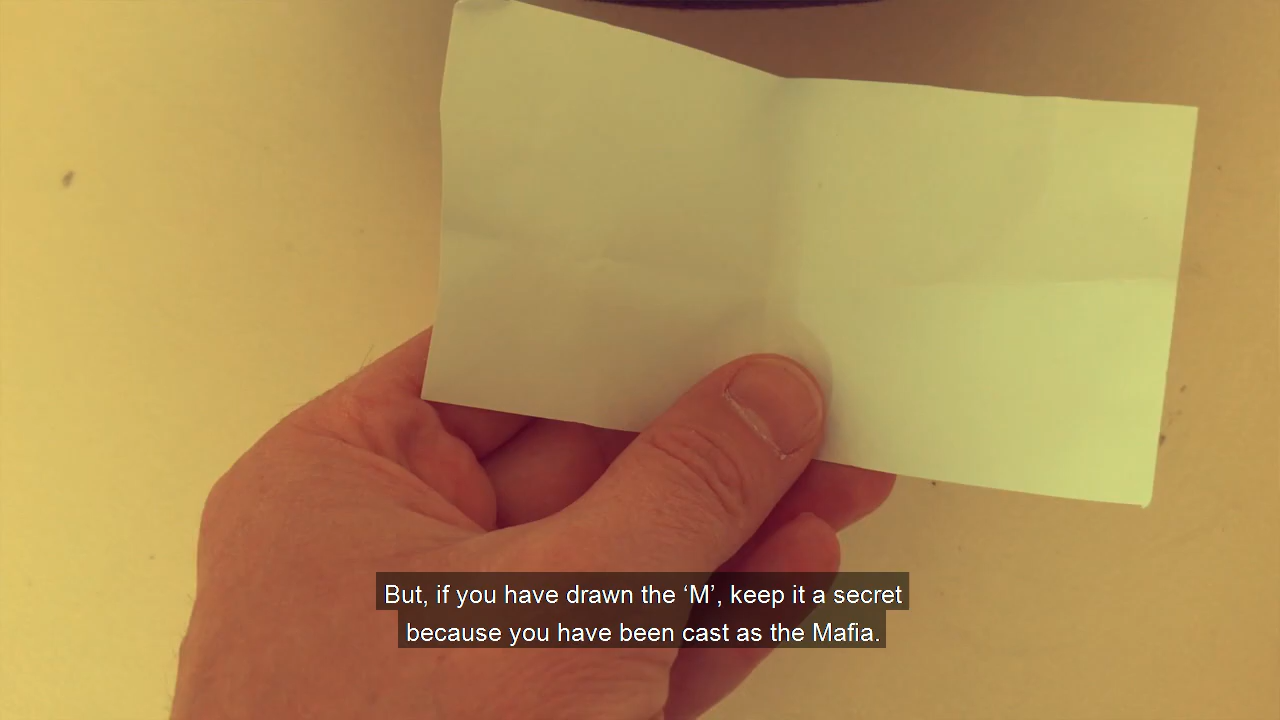 But, if you have drawn the ‘M’, keep it a secret
because you have been cast as the Mafia.